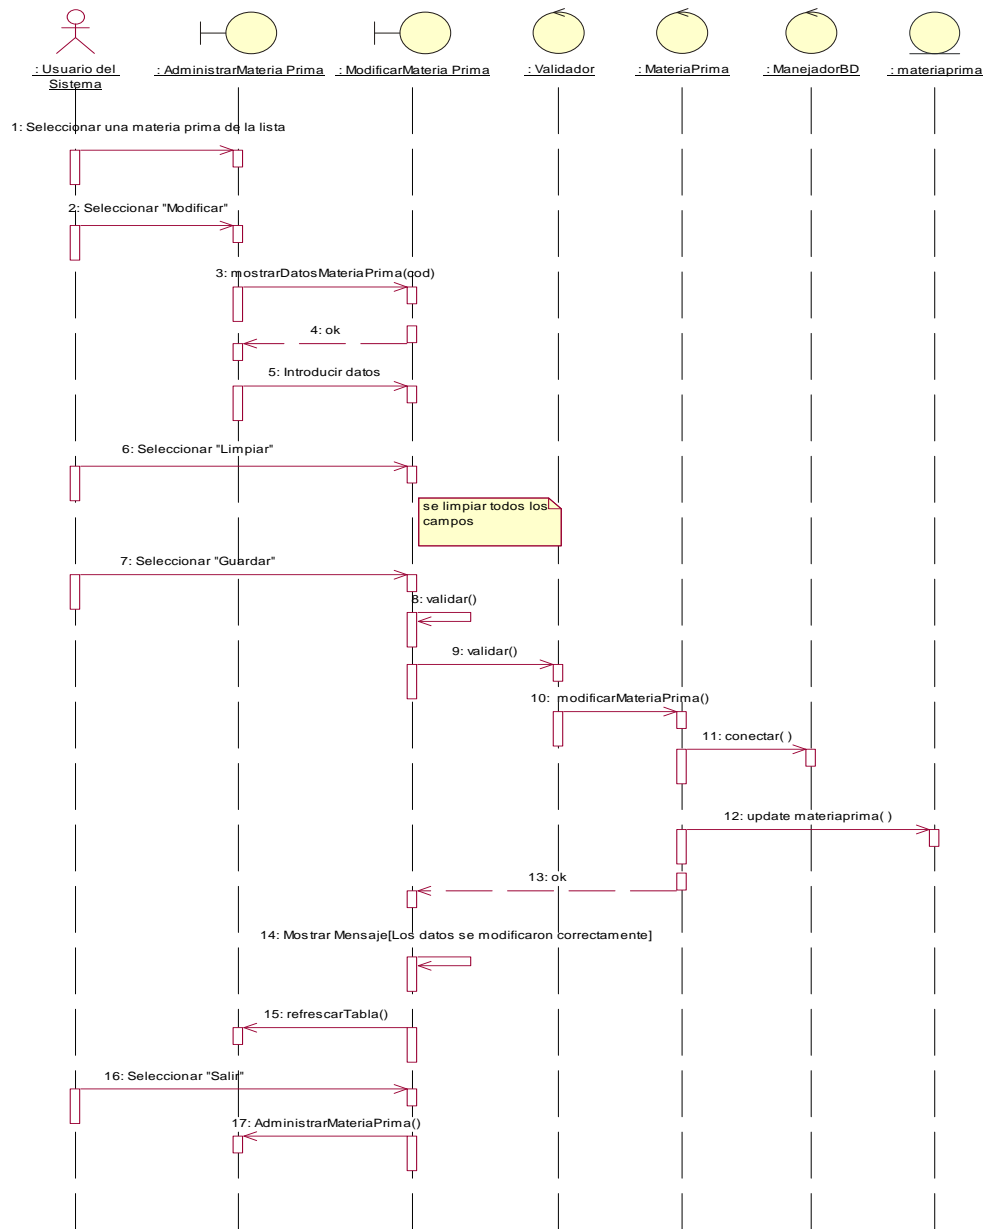 : Usuario del
Sistema
: AdministrarMateria Prima
: ModificarMateria Prima
: Validador
: MateriaPrima
: ManejadorBD
: materiaprima
1: Seleccionar una materia prima de la lista
2: Seleccionar "Modificar"
3: mostrarDatosMateriaPrima(cod)
4: ok
5: Introducir datos
6: Seleccionar "Limpiar"
se limpiar todos los
campos
7: Seleccionar "Guardar"
8: validar()
9: validar()
10: modificarMateriaPrima()
11: conectar( )
12: update materiaprima( )
13: ok
14: Mostrar Mensaje[Los datos se modificaron correctamente]
15: refrescarTabla()
16: Seleccionar "Salir"
17: AdministrarMateriaPrima()